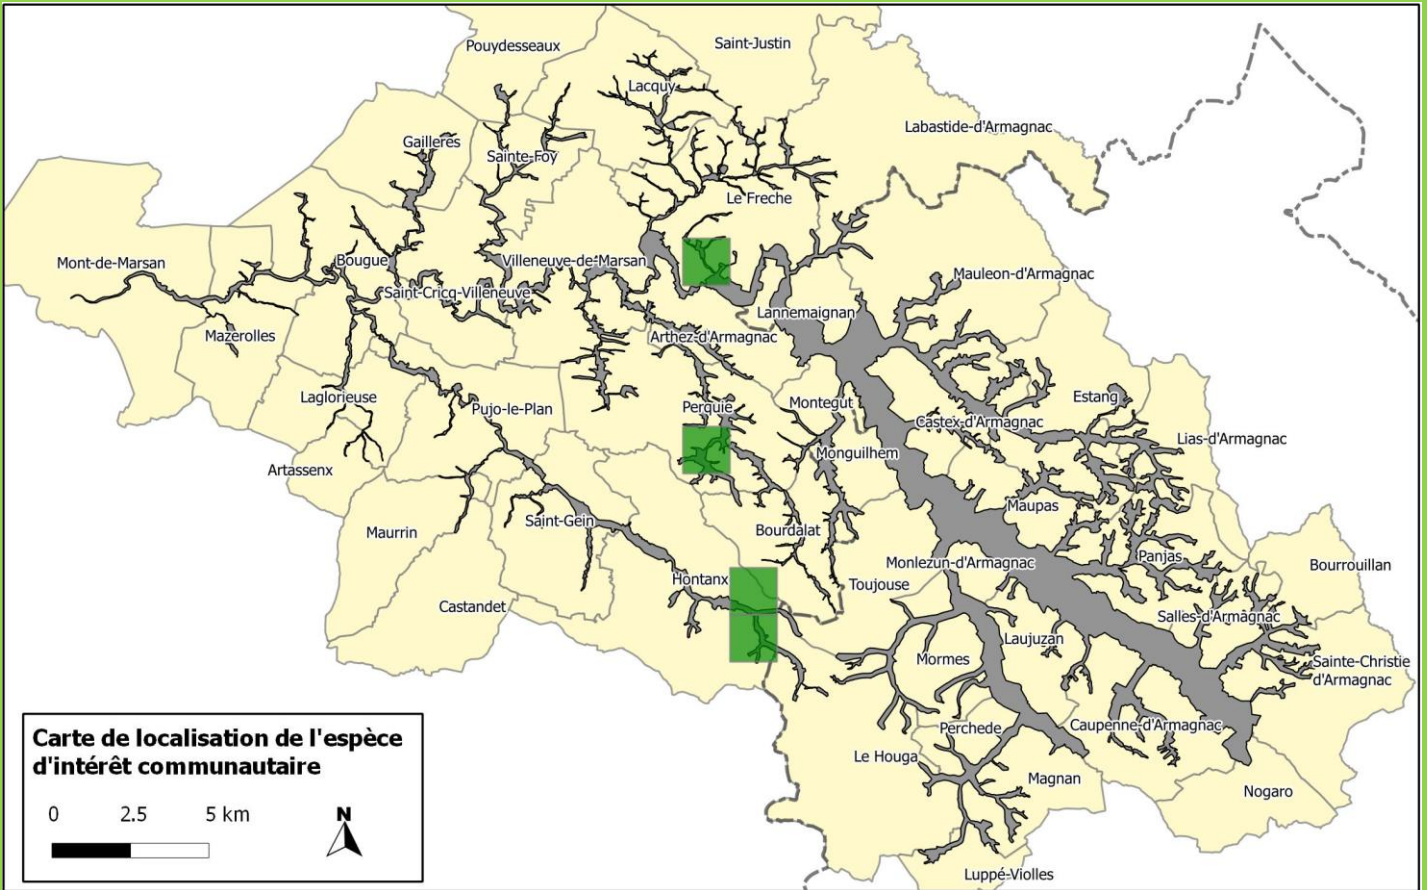 Pouydesseaux
Saint-Justin
Lacquy
Labastide-d'Armagnac
Gailleres
Sainte-Foy
Le Freche
Mont-de-Marsan
Bougue
Villeneuve-de-Marsan
Mauleon-d'Armagnac
Saint-Cricq-Villeneuve
Lannemaignan
Mazerolles
Arthez-d'Armagnac
Laglorieuse
Pujo-le-Plan
Perquie
Montegut
Estang
Castex-d'Armagnac
Lias-d'Armagnac
Artassenx
Monguilhem
Maupas
Maurrin
Saint-Gein
Bourdalat
Panjas
Monlezun-d'Armagnac
Bourrouillan
Hontanx
Toujouse
Castandet
Salles-d'Armagnac
Laujuzan
Mormes
Sainte-Christie
d'Armagnac
Perchede
Caupenne-d'Armagnac
Le Houga
Magnan
Nogaro
Luppé-Violles
Carte de localisation de l'espèce
d'intérêt communautaire
0 2.5 5 km
N